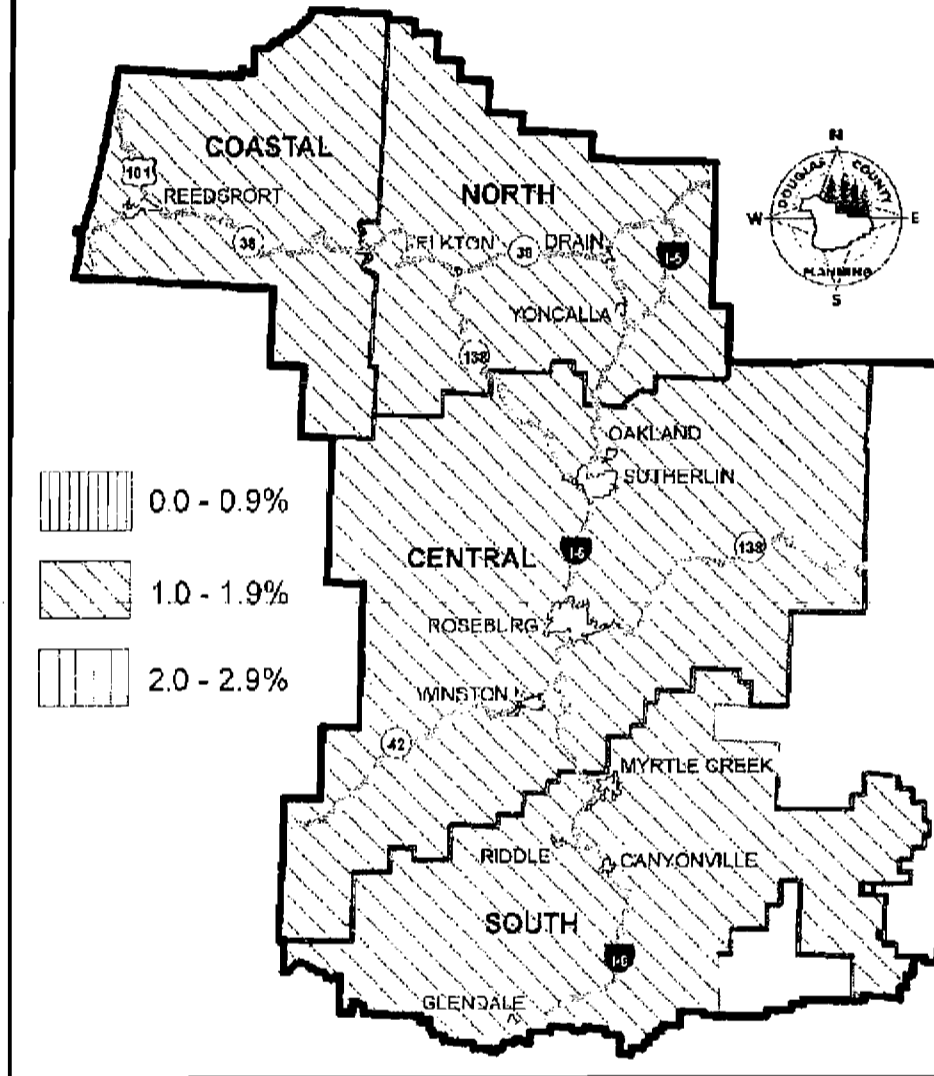 COASTAL
101
REEDSPORT
38
NORTH
ELKTON
38
DRAIN
I-5
YONCALLA
138
N
DOUGLAS COUNTY
W
E
PLANNING
S
OAKLAND
SUTHERLIN
0.0 - 0.9%
1.0 - 1.9%
2.0 - 2.9%
CENTRAL
I-5
138
ROSEBURG
WINSTON
42
MYRTLE CREEK
RIDDLE
CANYONVILLE
SOUTH
I-5
GLENDALE